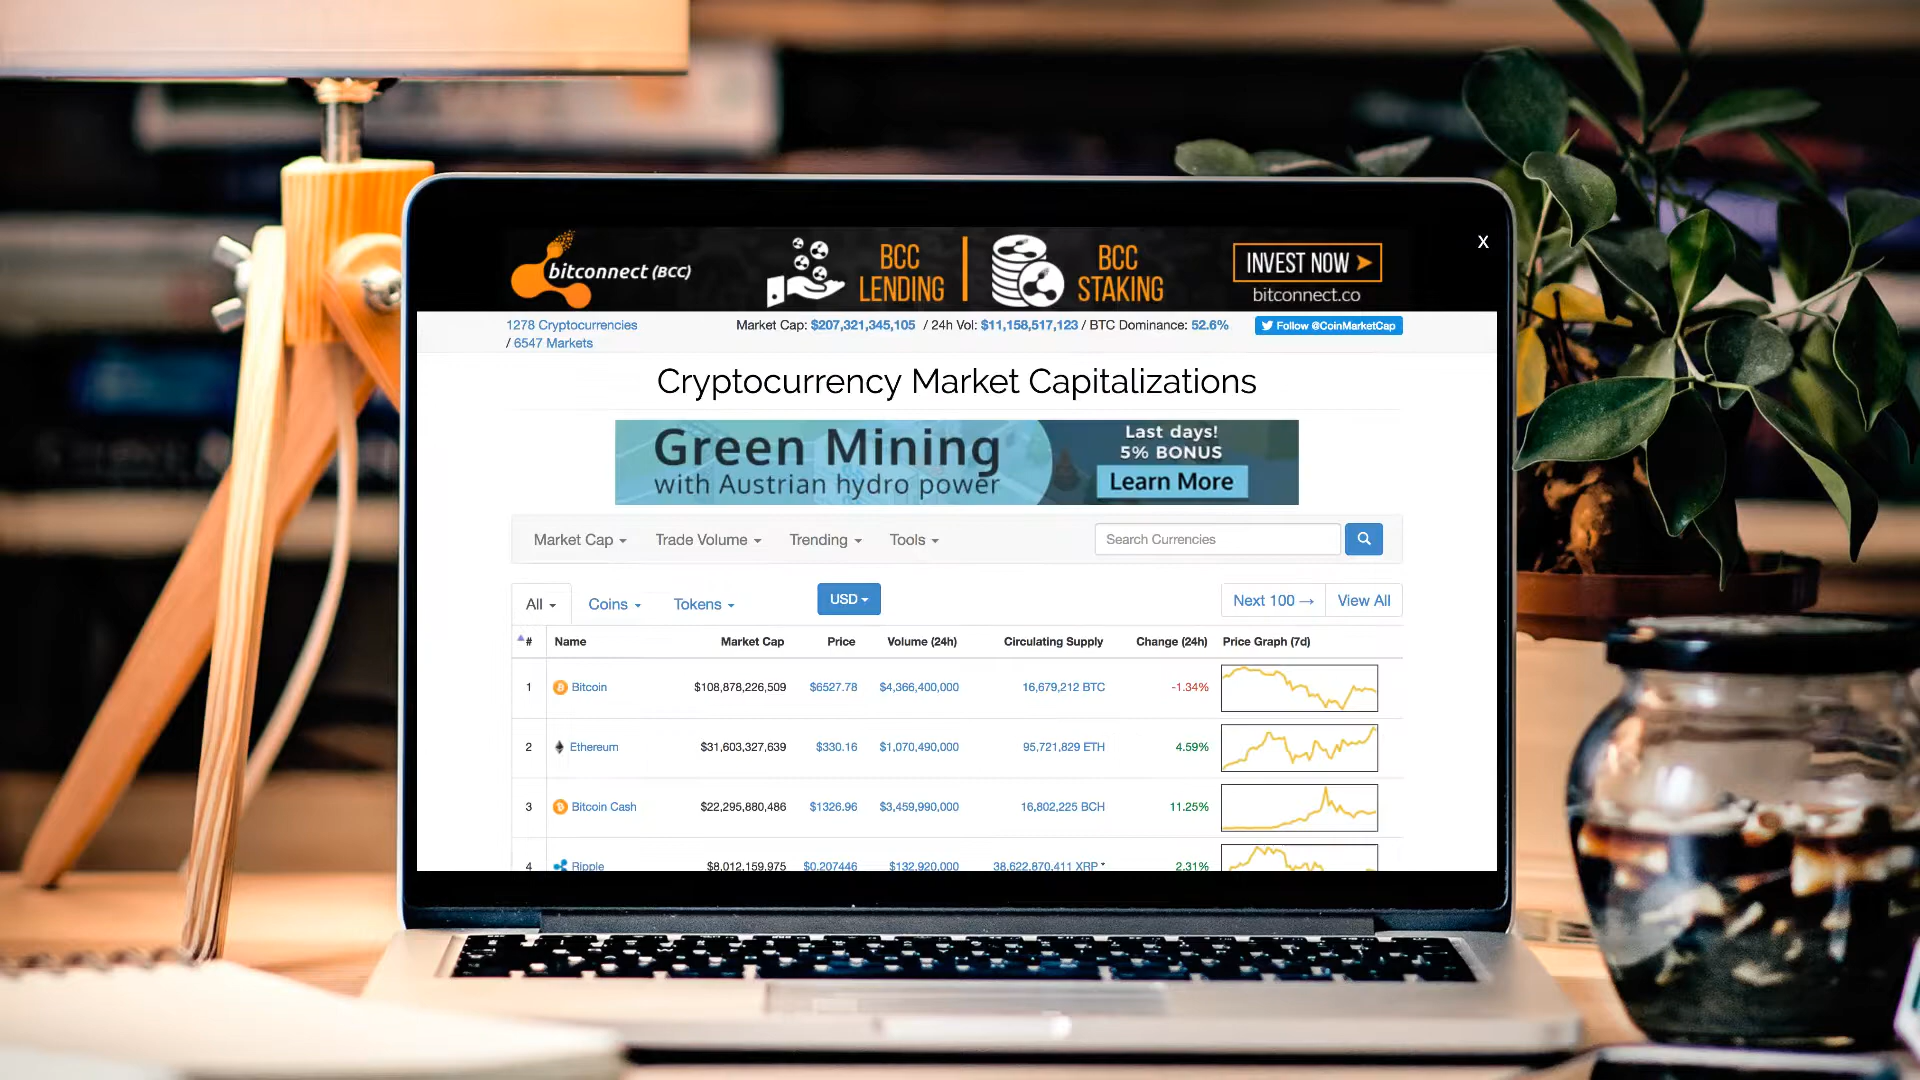 bitconnect (BCC)
BCC
LENDING
BCC
STAKING
INVEST NOW
bitconnect.co
X
1278 Cryptocurrencies
/ 6547 Markets
Market Cap: $207,321,345,105 / 24h Vol: $11,158,517,123 / BTC Dominance: 52.6%
Follow @CoinMarketCap
Cryptocurrency Market Capitalizations
Green Mining
with Austrian hydro power
Last days!
5% BONUS
Learn More
Market Cap Trade Volume Trending Tools
Search Currencies
All Coins Tokens USD Next 100 → View All
# Name Market Cap Price Volume (24h) Circulating Supply Change (24h) Price Graph (7d)
1 Bitcoin $108,878,226,509 $6527.78 $4,366,400,000 16,679,212 BTC -1.34%
2 Ethereum $31,603,327,639 $330.16 $1,070,490,000 95,721,829 ETH 4.59%
3 Bitcoin Cash $22,295,880,486 $1326.96 $3,459,990,000 16,802,225 BCH 11.25%
4 Ripple $8,012,159,975 $0.207446 $132,920,000 38,622,870,411 XRP * 2.31%